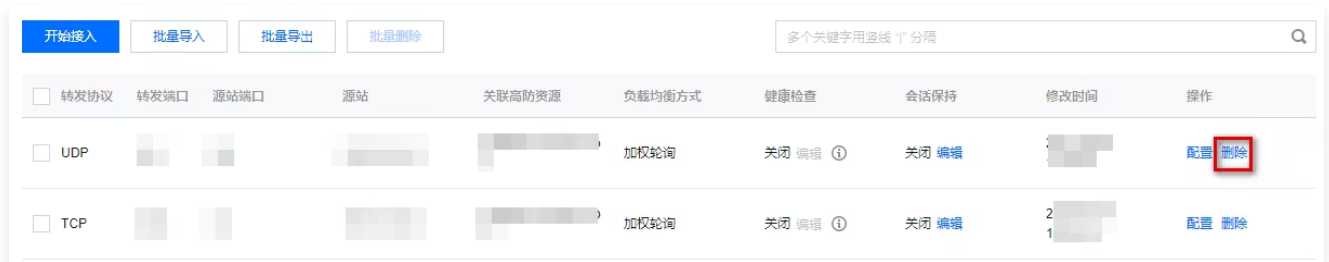 开始接入 批量导入 批量导出 批量删除 多个关键字用竖线 "|" 分隔
转发协议 转发端口 源站端口 源站 关联高防资源 负载均衡方式 健康检查 会话保持 修改时间 操作
UDP 加权轮询 关闭 编辑 关闭 编辑 配置 删除
TCP 加权轮询 关闭 编辑 关闭 编辑 配置 删除